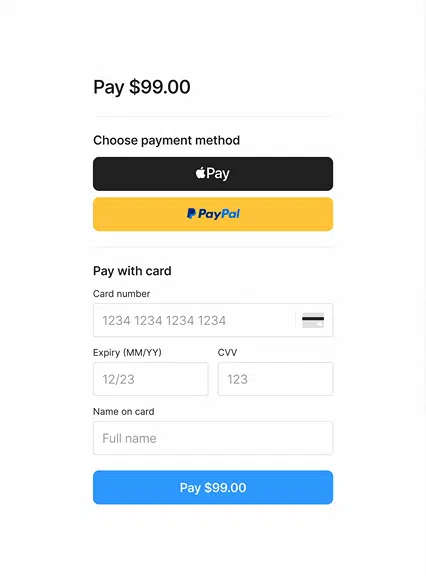 Pay $99.00
Choose payment method
Pay
PayPal
Pay with card
Card number
1234 1234 1234 1234
Expiry (MM/YY) CVV
12/23 123
Name on card
Full name
Pay $99.00